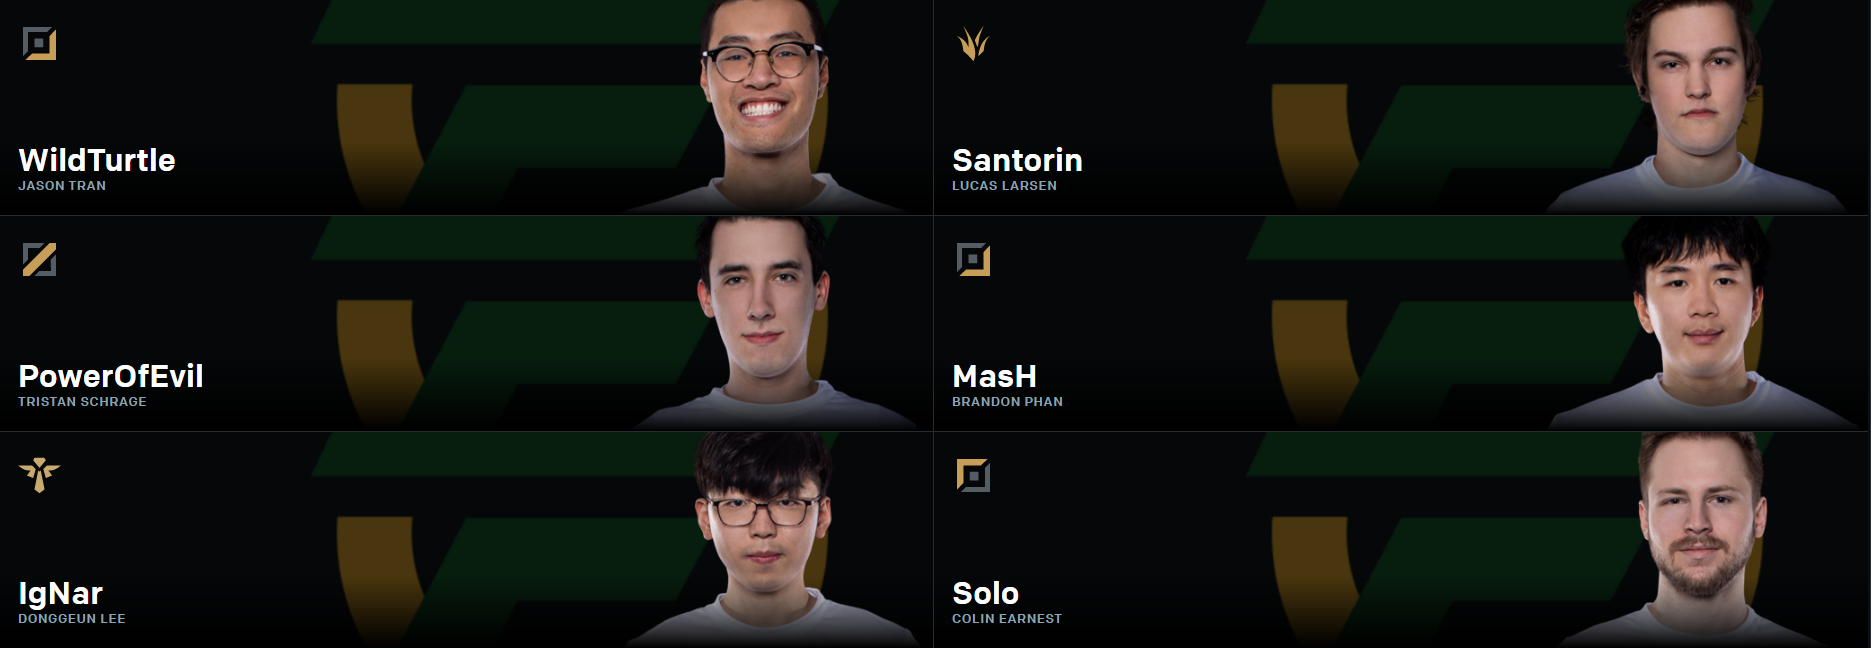 WildTurtle
JASON TRAN
Santorin
LUCAS LARSEN
PowerOfEvil
TRISTAN SCHRAGE
MasH
BRANDON PHAN
IgNar
DONGGEUN LEE
Solo
COLIN EARNEST